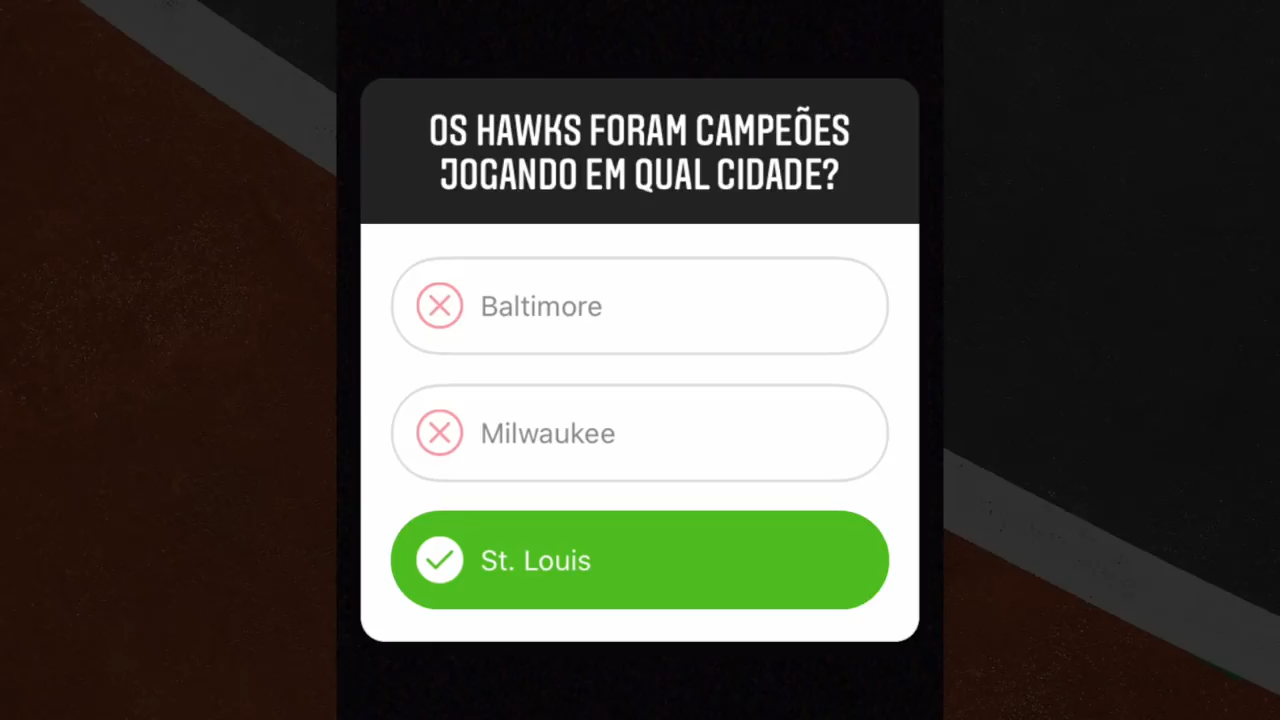 OS HAWKS FORAM CAMPEÕES
JOGANDO EM QUAL CIDADE?
Baltimore
Milwaukee
St. Louis